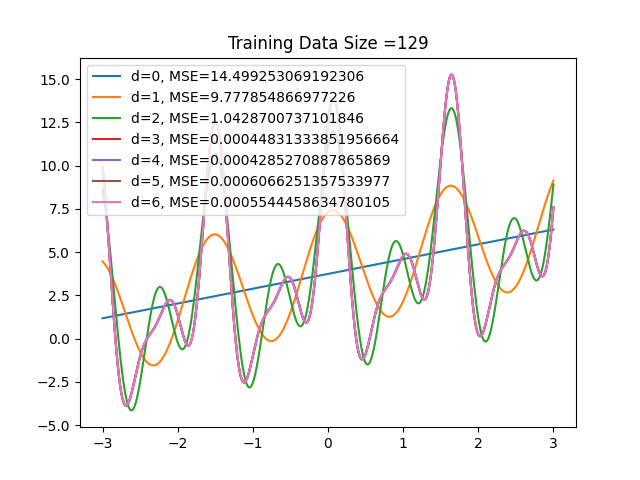 Training Data Size =129
d=0, MSE=14.499253069192306
d=1, MSE=9.777854866977226
d=2, MSE=1.0428700737101846
d=3, MSE=0.00044831333851956664
d=4, MSE=0.0004285270887865869
d=5, MSE=0.0006066251357533977
d=6, MSE=0.0005544458634780105
15.0
12.5
10.0
7.5
5.0
2.5
0.0
−2.5
−5.0
−3 −2 −1 0 1 2 3